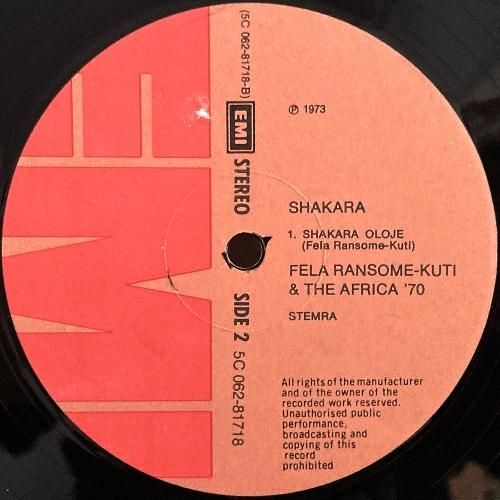 (5C 062-81718-B)
EMI
STEREO
SIDE 2
5C 062-81718
℗ 1973
SHAKARA
1. SHAKARA OLOJE
(Fela Ransome-Kuti)
FELA RANSOME-KUTI
& THE AFRICA '70
STEMRA
All rights of the manufacturer
and of the owner of the
recorded work reserved.
Unauthorised public
performance,
broadcasting and
copying of this
record
prohibited
EMI